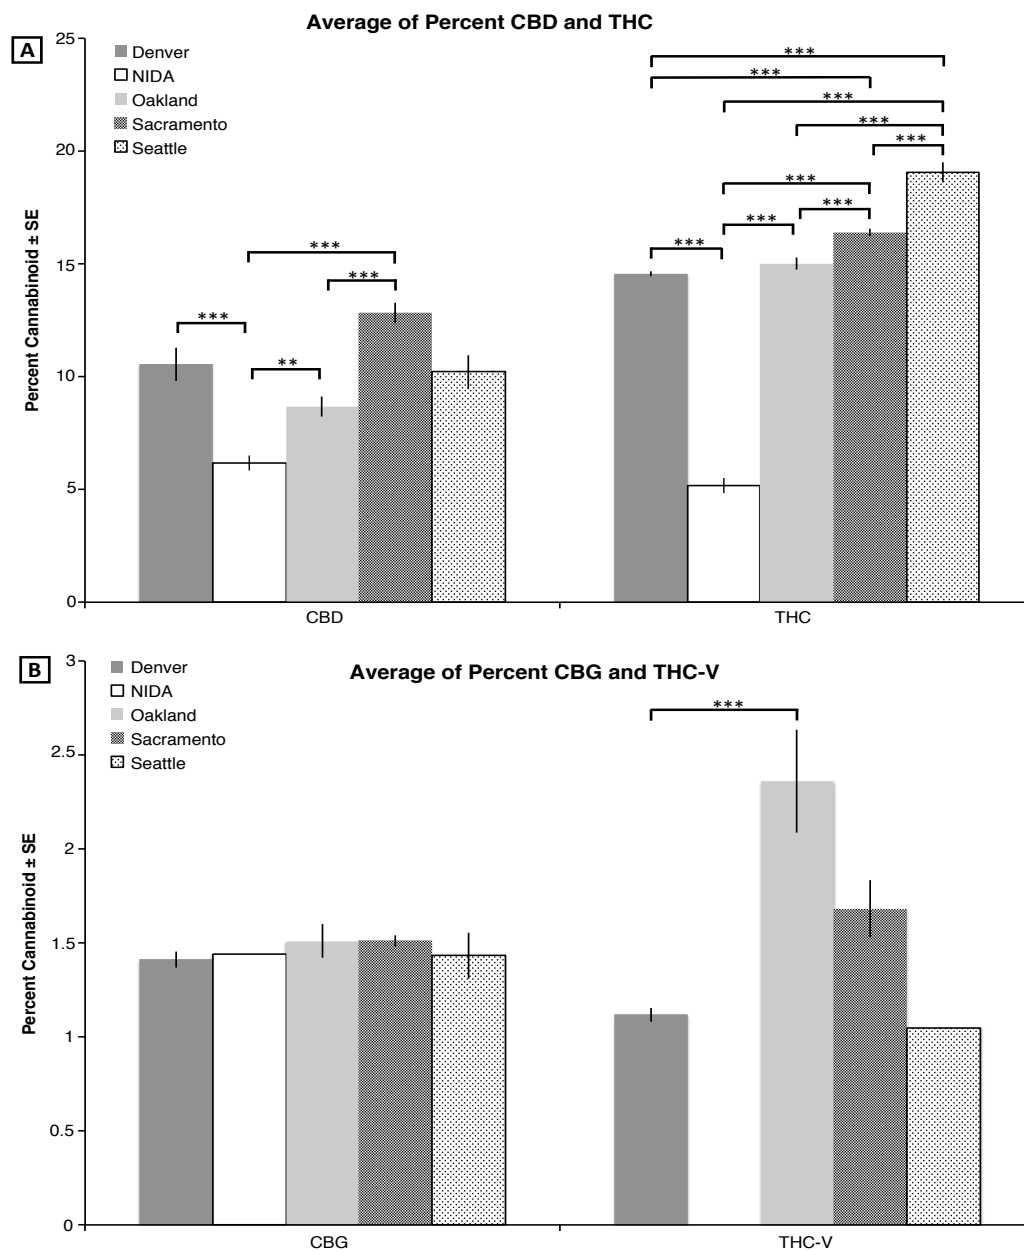 Average of Percent CBD and THC
A
25
20
15
10
5
0
Percent Cannabinoid ± SE
Denver
NIDA
Oakland
Sacramento
Seattle
***
***
***
***
***
***
***
***
***
***
***
***
**
CBD
THC
B
Average of Percent CBG and THC-V
3
2.5
2
1.5
1
0.5
0
Percent Cannabinoid ± SE
Denver
NIDA
Oakland
Sacramento
Seattle
***
CBG
THC-V